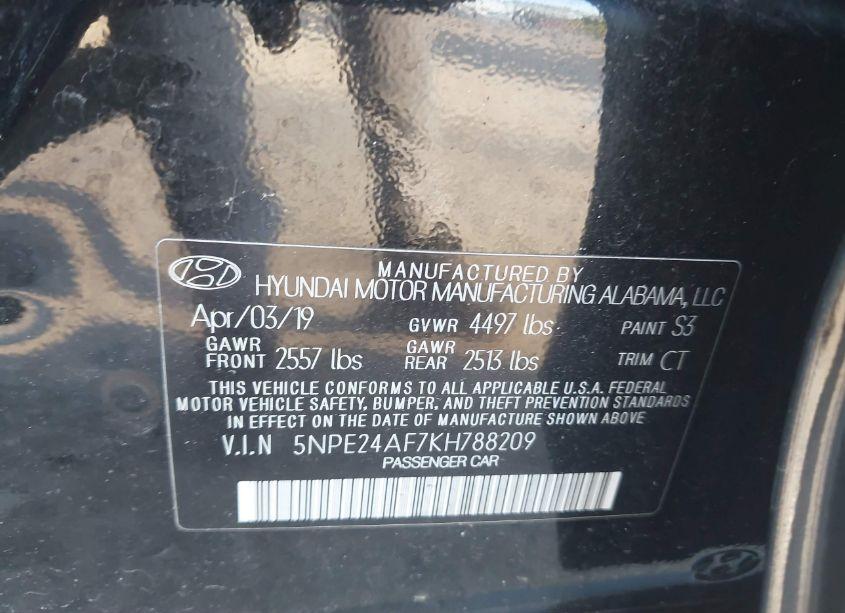 MANUFACTURED BY
HYUNDAI MOTOR MANUFACTURING ALABAMA, LLC
Apr/03/19 GVWR 4497 lbs PAINT S3
GAWR FRONT 2557 lbs GAWR REAR 2513 lbs TRIM CT
THIS VEHICLE CONFORMS TO ALL APPLICABLE U.S.A. FEDERAL
MOTOR VEHICLE SAFETY, BUMPER, AND THEFT PREVENTION STANDARDS
IN EFFECT ON THE DATE OF MANUFACTURE SHOWN ABOVE
V.I.N 5NPE24AF7KH788209
PASSENGER CAR